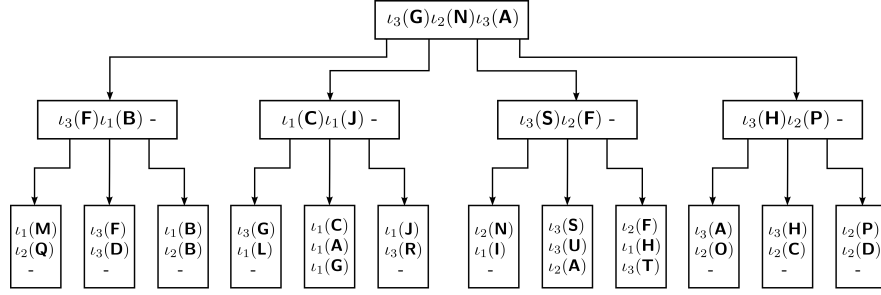 ι₃(G)ι₂(N)ι₃(A)
ι₃(F)ι₁(B) -
ι₁(C)ι₁(J) -
ι₃(S)ι₂(F) -
ι₃(H)ι₂(P) -
ι₁(M)
ι₂(Q)
-
ι₃(F)
ι₃(D)
-
ι₁(B)
ι₂(B)
-
ι₃(G)
ι₁(L)
-
ι₁(C)
ι₁(A)
ι₁(G)
ι₁(J)
ι₃(R)
-
ι₂(N)
ι₁(I)
-
ι₃(S)
ι₃(U)
ι₂(A)
ι₂(F)
ι₁(H)
ι₃(T)
ι₃(A)
ι₂(O)
-
ι₃(H)
ι₂(C)
-
ι₂(P)
ι₂(D)
-